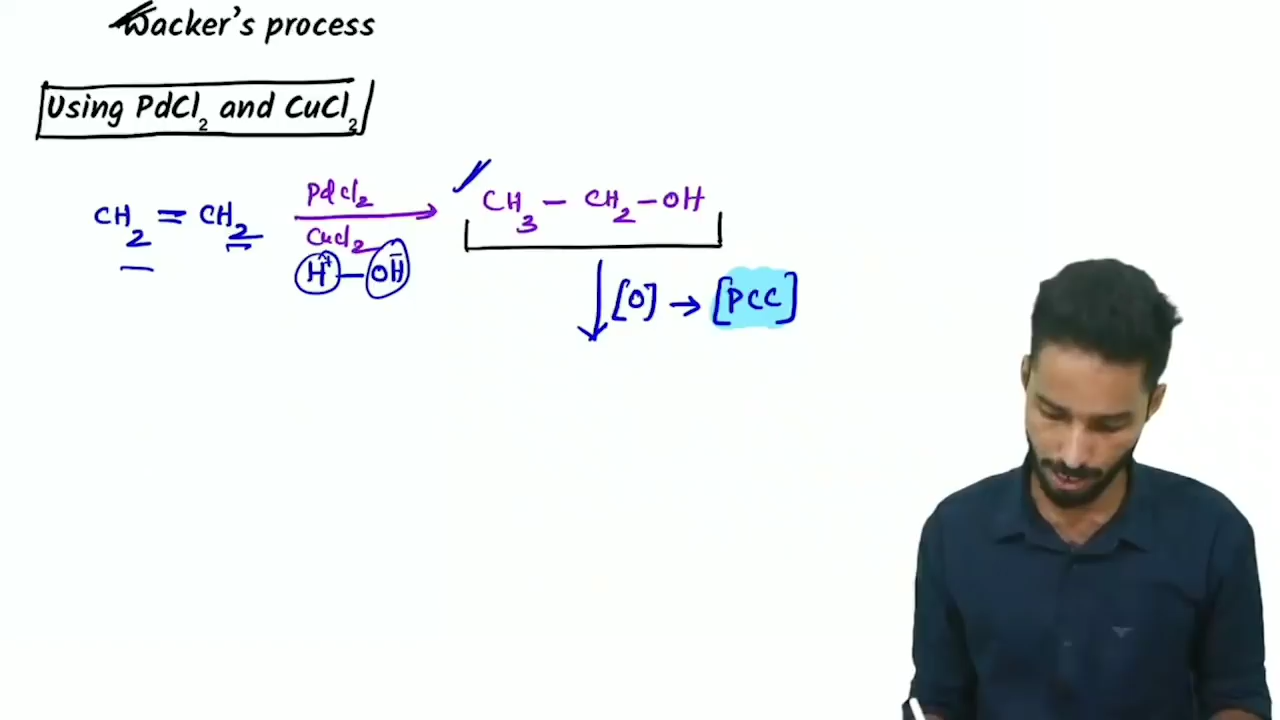 Wacker's process
Using PdCl₂ and CuCl₂
CH₂ = CH₂
PdCl₂
CuCl₂
H⁺ — OH⁻
CH₃ — CH₂ — OH
[O] → [PCC]